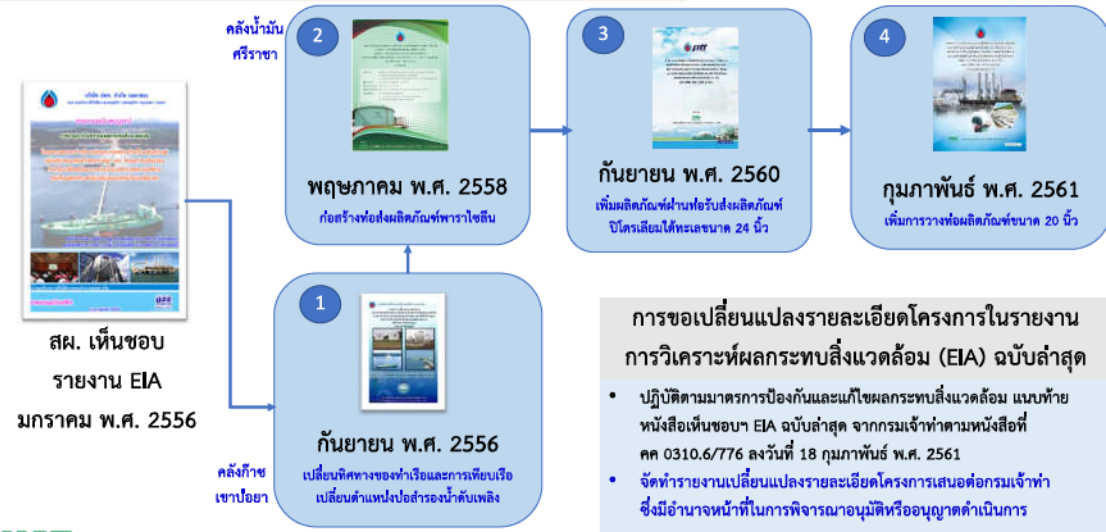 คลังน้ำมัน
ศรีราชา
สผ. เห็นชอบ
รายงาน EIA
มกราคม พ.ศ. 2556
คลังก๊าซ
เขาบ่อยา
1
กันยายน พ.ศ. 2556
เปลี่ยนทิศทางของท่าเรือและการเทียบเรือ
เปลี่ยนตำแหน่งบ่อสำรองน้ำดับเพลิง
2
พฤษภาคม พ.ศ. 2558
ก่อสร้างท่อส่งผลิตภัณฑ์พาราไซลีน
3
กันยายน พ.ศ. 2560
เพิ่มผลิตภัณฑ์ผ่านท่อรับส่งผลิตภัณฑ์
ปิโตรเลียมใต้ทะเลขนาด 24 นิ้ว
4
กุมภาพันธ์ พ.ศ. 2561
เพิ่มการวางท่อผลิตภัณฑ์ขนาด 20 นิ้ว
การขอเปลี่ยนแปลงรายละเอียดโครงการในรายงาน
การวิเคราะห์ผลกระทบสิ่งแวดล้อม (EIA) ฉบับล่าสุด
• ปฏิบัติตามมาตรการป้องกันและแก้ไขผลกระทบสิ่งแวดล้อม แนบท้าย
หนังสือเห็นชอบฯ EIA ฉบับล่าสุด จากกรมเจ้าท่าตามหนังสือที่
คค 0310.6/776 ลงวันที่ 18 กุมภาพันธ์ พ.ศ. 2561
• จัดทำรายงานเปลี่ยนแปลงรายละเอียดโครงการเสนอต่อกรมเจ้าท่า
ซึ่งมีอำนาจหน้าที่ในการพิจารณาอนุมัติหรืออนุญาตดำเนินการ